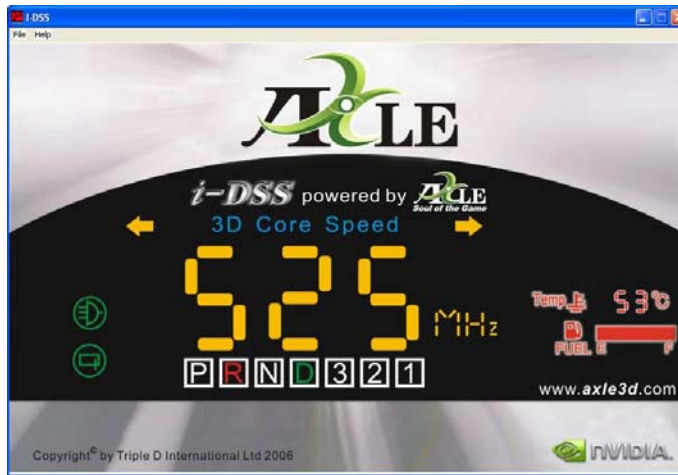 I-DSS
File Help
AXLE
i-DSS powered by AXLE
Soul of the Game
3D Core Speed
525 MHz
Temp. 53°C
FUEL E F
P R N D 3 2 1
www.axle3d.com
Copyright© by Triple D International Ltd 2006
NVIDIA.